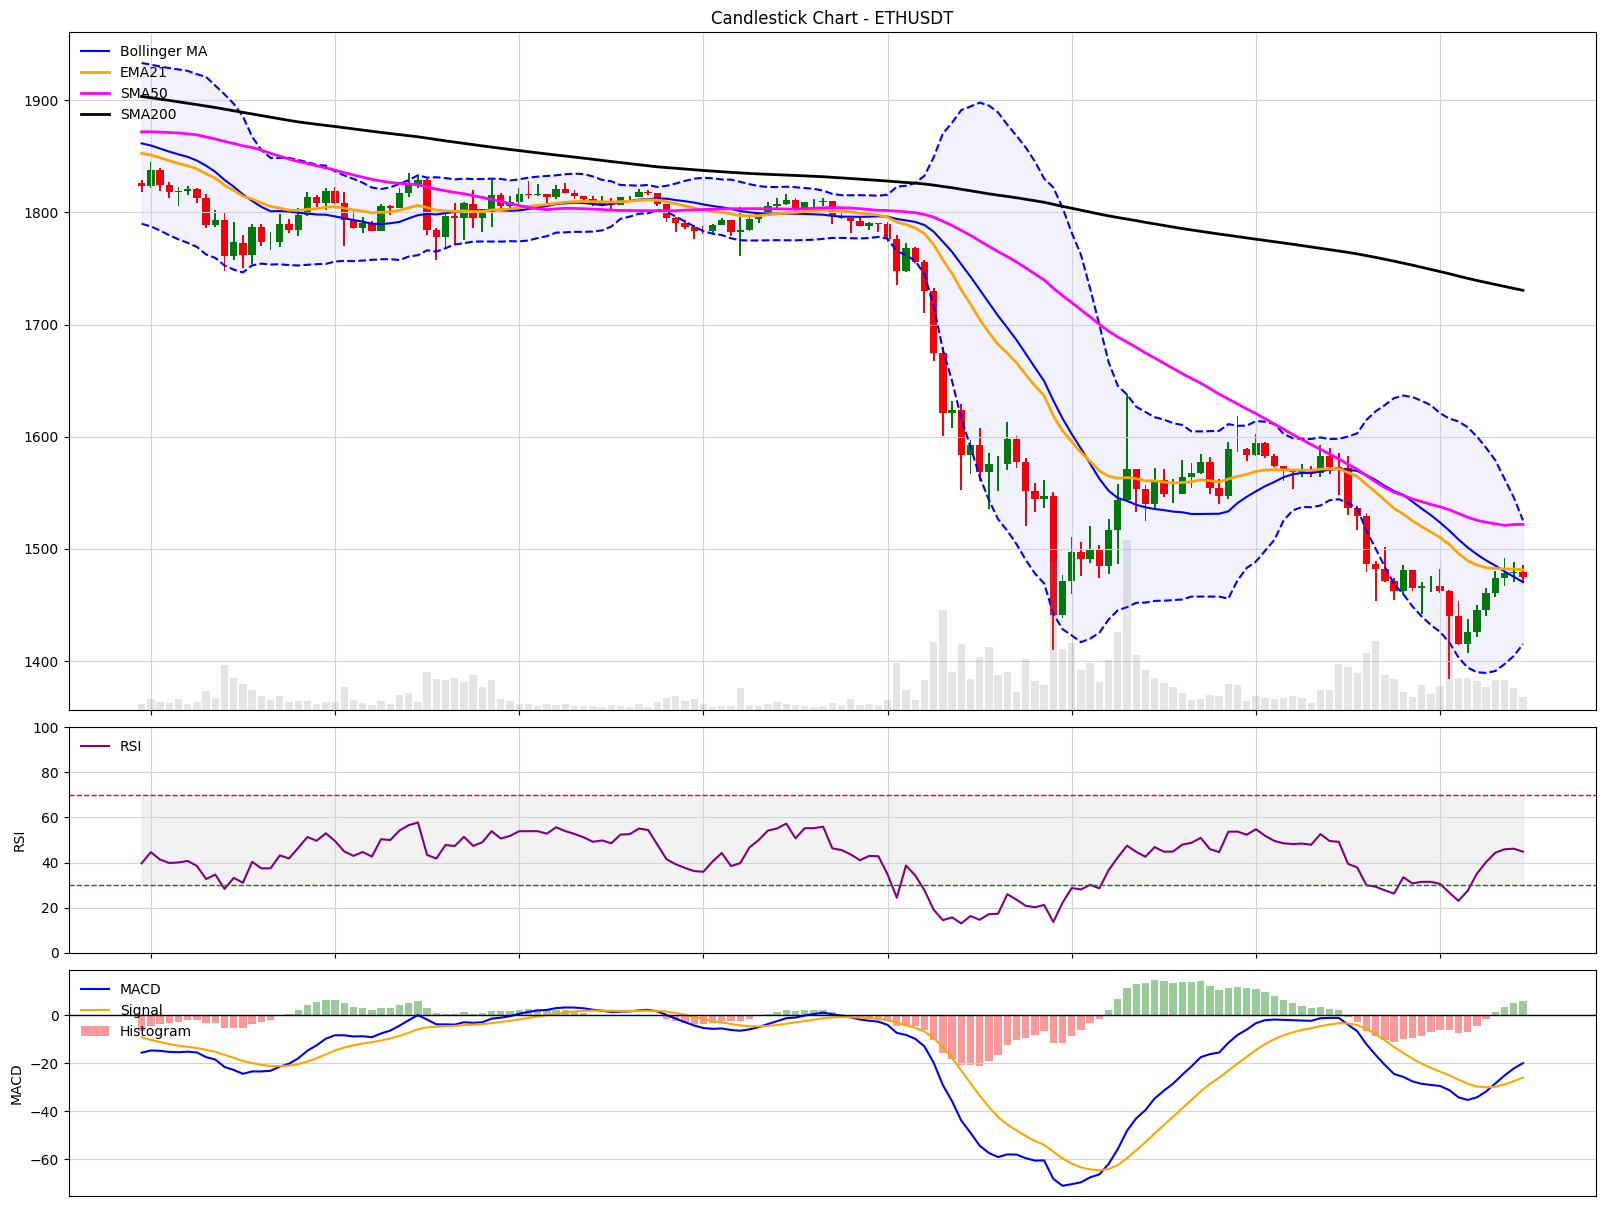 Candlestick Chart - ETHUSDT
Bollinger MA
EMA21
SMA50
SMA200
1900
1800
1700
1600
1500
1400
RSI
100
80
60
40
20
0
RSI
MACD
Signal
Histogram
0
−20
−40
−60
MACD